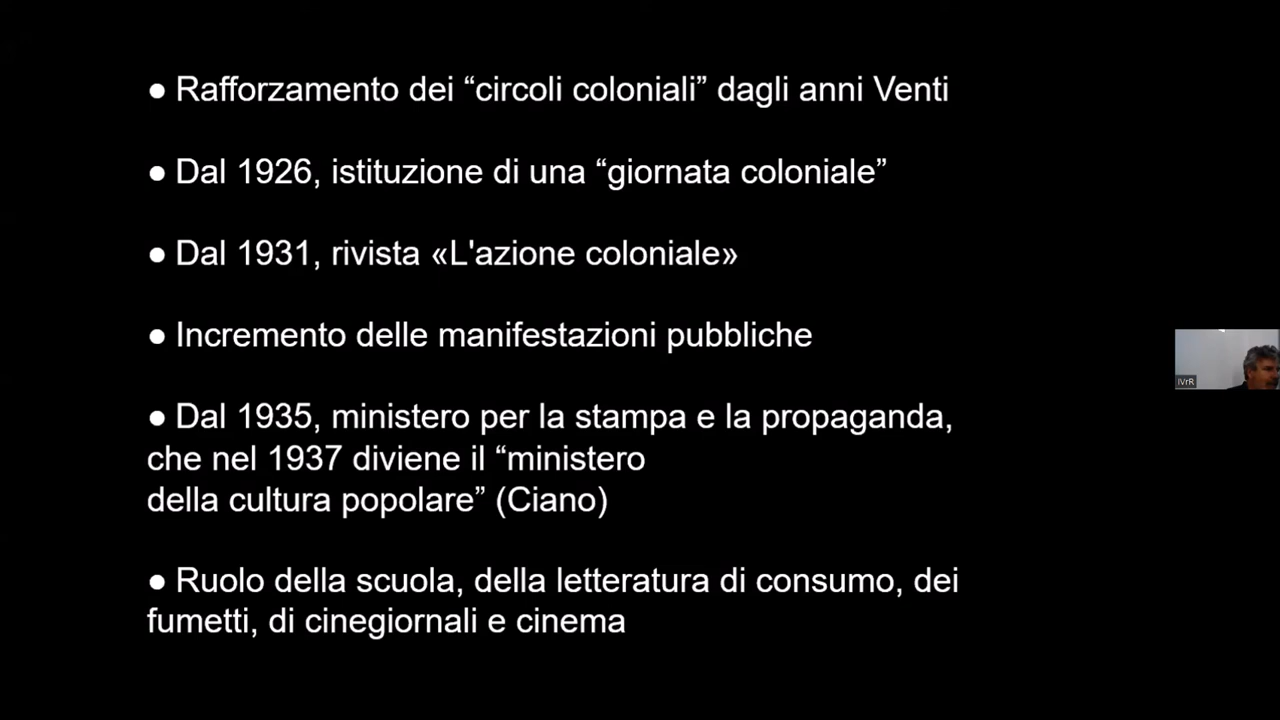 ● Rafforzamento dei “circoli coloniali” dagli anni Venti
● Dal 1926, istituzione di una “giornata coloniale”
● Dal 1931, rivista «L'azione coloniale»
● Incremento delle manifestazioni pubbliche
● Dal 1935, ministero per la stampa e la propaganda,
che nel 1937 diviene il “ministero
della cultura popolare” (Ciano)
● Ruolo della scuola, della letteratura di consumo, dei
fumetti, di cinegiornali e cinema
IVrR